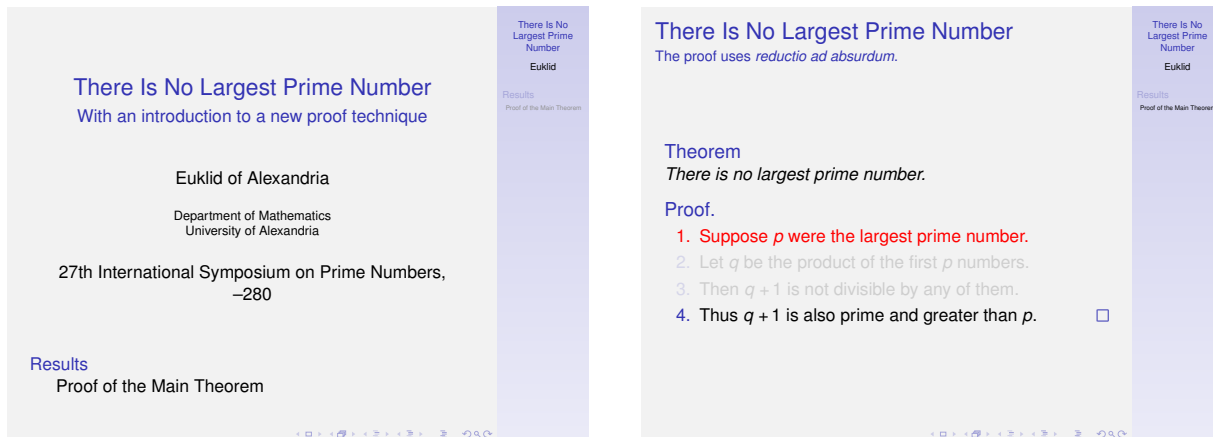 There Is No Largest Prime Number
With an introduction to a new proof technique
Euklid of Alexandria
Department of Mathematics
University of Alexandria
27th International Symposium on Prime Numbers,
–280
Results
Proof of the Main Theorem
There Is No
Largest Prime
Number
Euklid
Results
Proof of the Main Theorem
There Is No Largest Prime Number
The proof uses reductio ad absurdum.
Theorem
There is no largest prime number.
Proof.
1. Suppose p were the largest prime number.
2. Let q be the product of the first p numbers.
3. Then q + 1 is not divisible by any of them.
4. Thus q + 1 is also prime and greater than p. □
There Is No
Largest Prime
Number
Euklid
Results
Proof of the Main Theorem